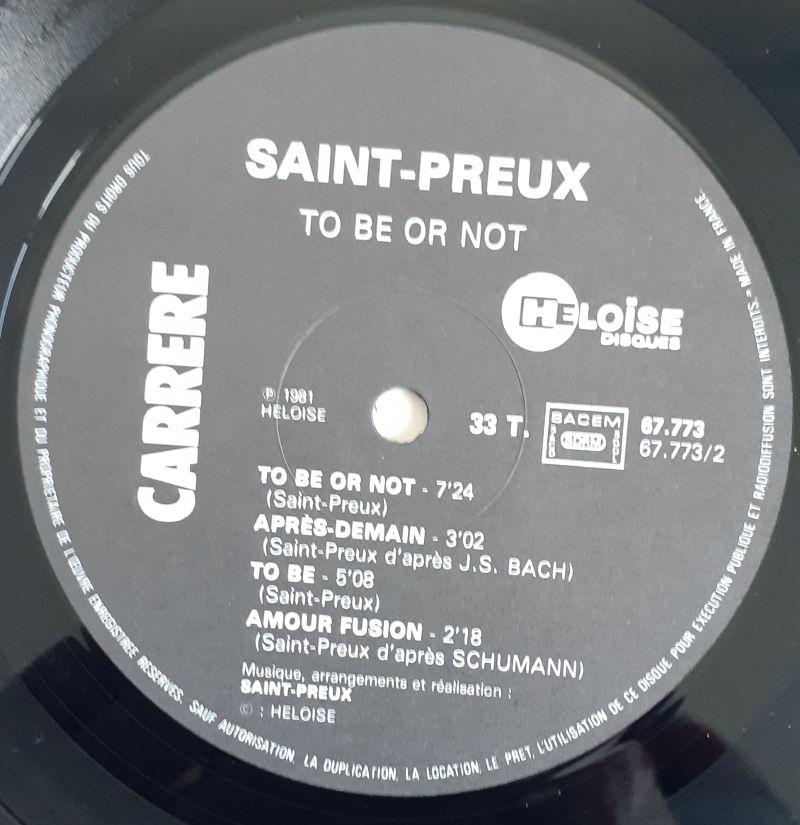 SAINT-PREUX
TO BE OR NOT
HELOÏSE
DISQUES
CARRERE
Ⓟ 1981
HELOISE
33 T.
SACEM
SACD
SDRM
SGDL
67.773
67.773/2
TO BE OR NOT - 7'24
(Saint-Preux)
APRÈS-DEMAIN - 3'02
(Saint-Preux d'après J.S. BACH)
TO BE - 5'08
(Saint-Preux)
AMOUR FUSION - 2'18
(Saint-Preux d'après SCHUMANN)
Musique, arrangements et réalisation :
SAINT-PREUX
© : HELOISE
TOUS DROITS DU PRODUCTEUR PHONOGRAPHIQUE ET DU PROPRIETAIRE DE L'ŒUVRE ENREGISTREE RESERVES. SAUF AUTORISATION, LA DUPLICATION, LA LOCATION, LE PRET, L'UTILISATION DE CE DISQUE POUR EXECUTION PUBLIQUE ET RADIODIFFUSION SONT INTERDITS - MADE IN FRANCE.